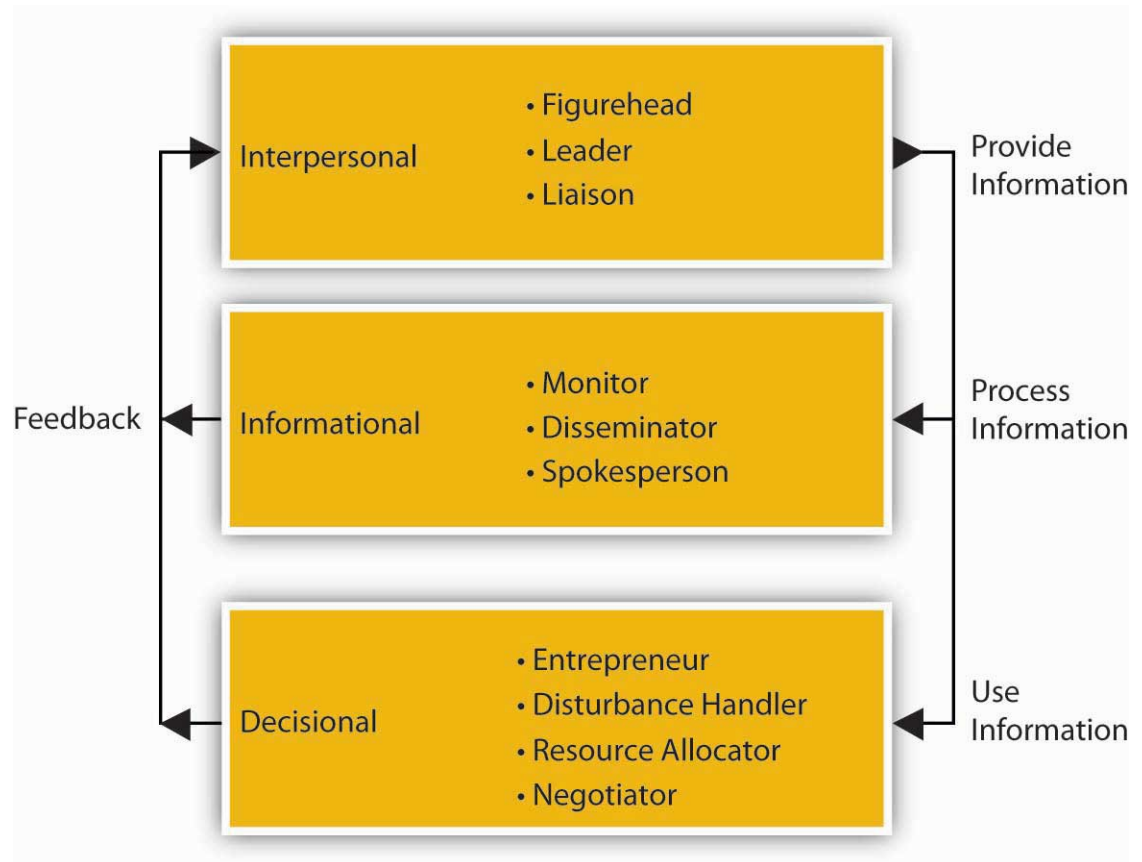 Interpersonal
• Figurehead
• Leader
• Liaison
Provide
Information
Feedback
Informational
• Monitor
• Disseminator
• Spokesperson
Process
Information
Decisional
• Entrepreneur
• Disturbance Handler
• Resource Allocator
• Negotiator
Use
Information